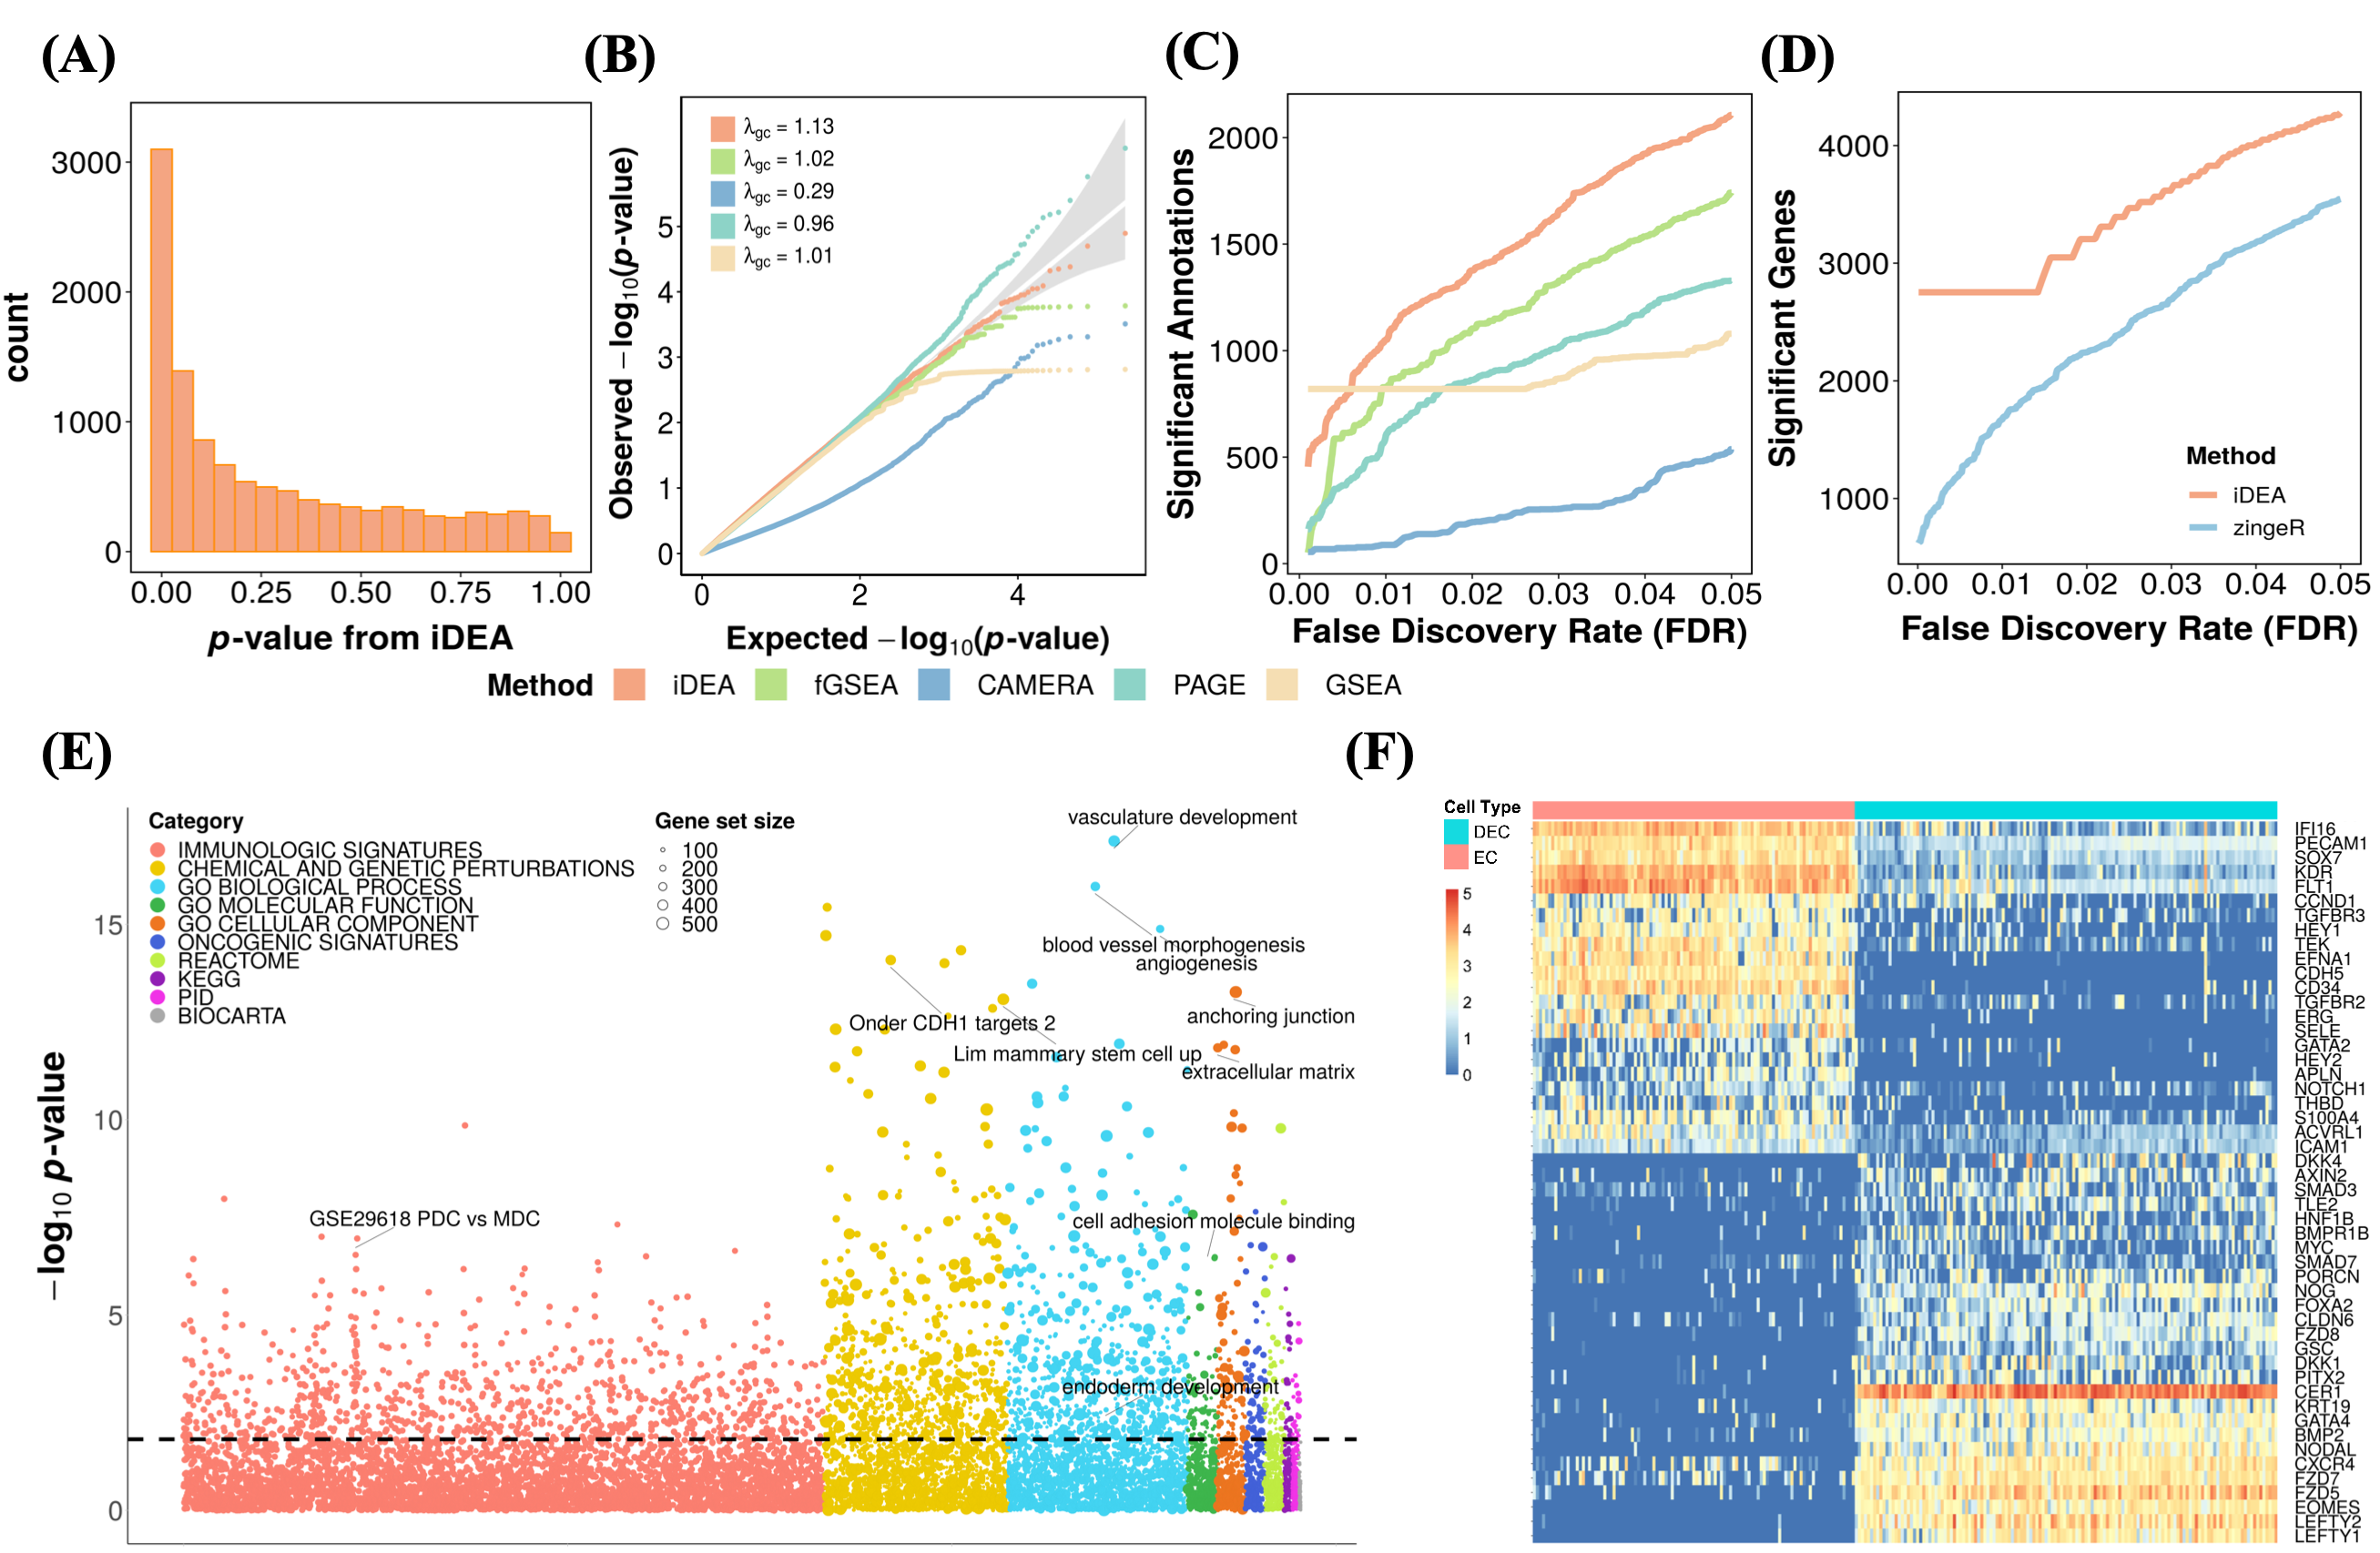 (A)
(B)
(C)
(D)
count
3000
2000
1000
0
0.00 0.25 0.50 0.75 1.00
p-value from iDEA
Observed −log10(p-value)
λgc = 1.13
λgc = 1.02
λgc = 0.29
λgc = 0.96
λgc = 1.01
5
4
3
2
1
0
0 2 4
Expected −log10(p-value)
Significant Annotations
2000
1500
1000
500
0
0.00 0.01 0.02 0.03 0.04 0.05
False Discovery Rate (FDR)
Significant Genes
4000
3000
2000
1000
Method
iDEA
zingeR
0.00 0.01 0.02 0.03 0.04 0.05
False Discovery Rate (FDR)
Method iDEA fGSEA CAMERA PAGE GSEA
(E)
(F)
−log10 p-value
15
10
5
0
Category
IMMUNOLOGIC SIGNATURES
CHEMICAL AND GENETIC PERTURBATIONS
GO BIOLOGICAL PROCESS
GO MOLECULAR FUNCTION
GO CELLULAR COMPONENT
ONCOGENIC SIGNATURES
REACTOME
KEGG
PID
BIOCARTA
Gene set size
100
200
300
400
500
vasculature development
blood vessel morphogenesis
angiogenesis
anchoring junction
Onder CDH1 targets 2
Lim mammary stem cell up
extracellular matrix
GSE29618 PDC vs MDC
cell adhesion molecule binding
endoderm development
Cell Type
DEC
EC
5
4
3
2
1
0
IFI16
PECAM1
SOX7
KDR
FLT1
CCND1
TGFBR3
HEY1
TEK
EFNA1
CDH5
CD34
TGFBR2
ERG
SELE
GATA2
HEY2
APLN
NOTCH1
THBD
S100A4
ACVRL1
ICAM1
DKK4
AXIN2
SMAD3
TLE2
HNF1B
BMPR1B
MYC
SMAD7
PORCN
NOG
FOXA2
CLDN6
FZD8
GSC
DKK1
PITX2
CER1
KRT19
GATA4
BMP2
NODAL
CXCR4
FZD7
FZD5
EOMES
LEFTY2
LEFTY1